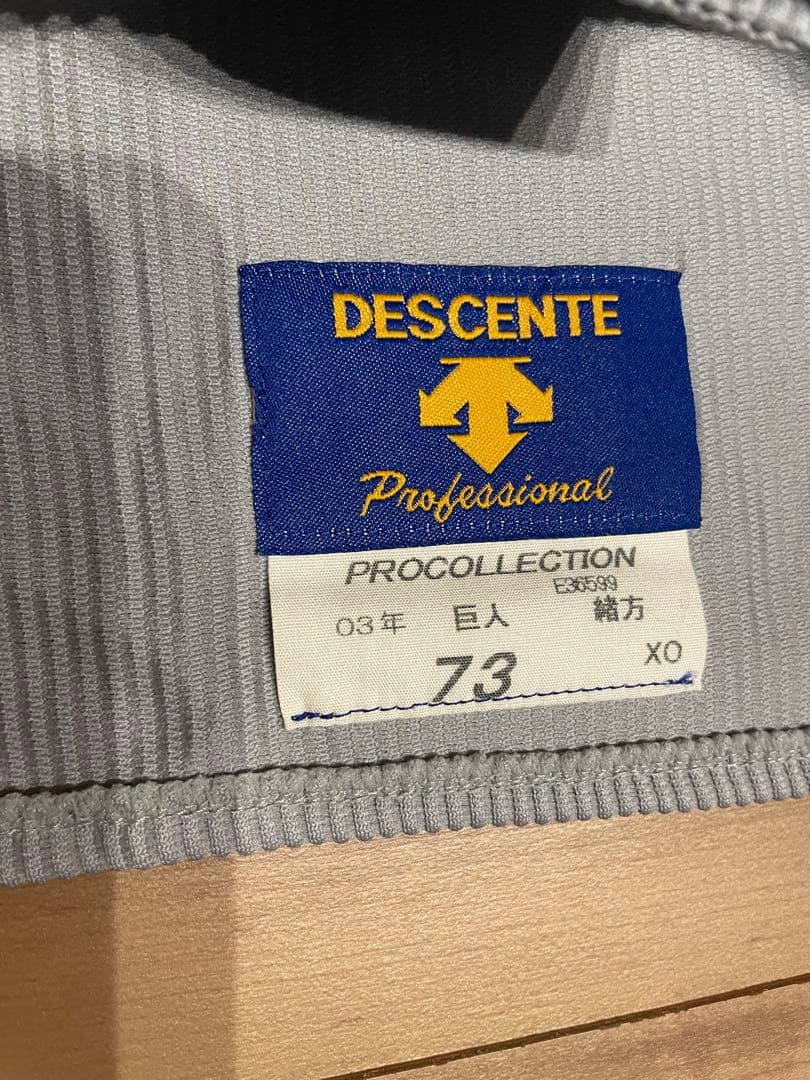 DESCENTE
Professional
PROCOLLECTION
E36599
03年 巨人 緒方
73 XO